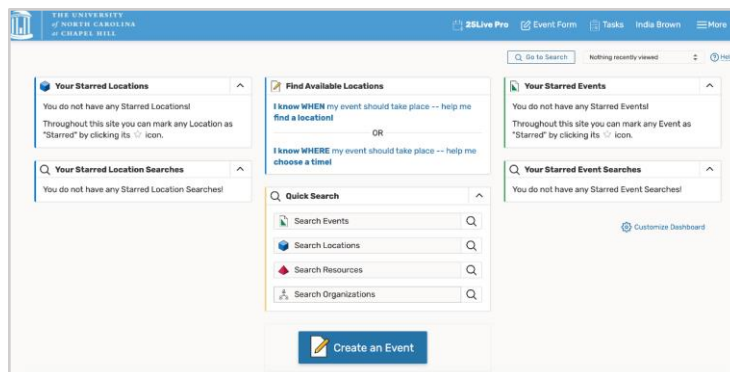 THE UNIVERSITY
of NORTH CAROLINA
at CHAPEL HILL
25Live Pro
Event Form
Tasks
India Brown
More
Go to Search
Nothing recently viewed
Help
Your Starred Locations
You do not have any Starred Locations!
Throughout this site you can mark any Location as
"Starred" by clicking its icon.
Your Starred Location Searches
You do not have any Starred Location Searches!
Find Available Locations
I know WHEN my event should take place -- help me
find a location!
OR
I know WHERE my event should take place -- help me
choose a time!
Quick Search
Search Events
Search Locations
Search Resources
Search Organizations
Create an Event
Your Starred Events
You do not have any Starred Events!
Throughout this site you can mark any Event as
"Starred" by clicking its icon.
Your Starred Event Searches
You do not have any Starred Event Searches!
Customize Dashboard